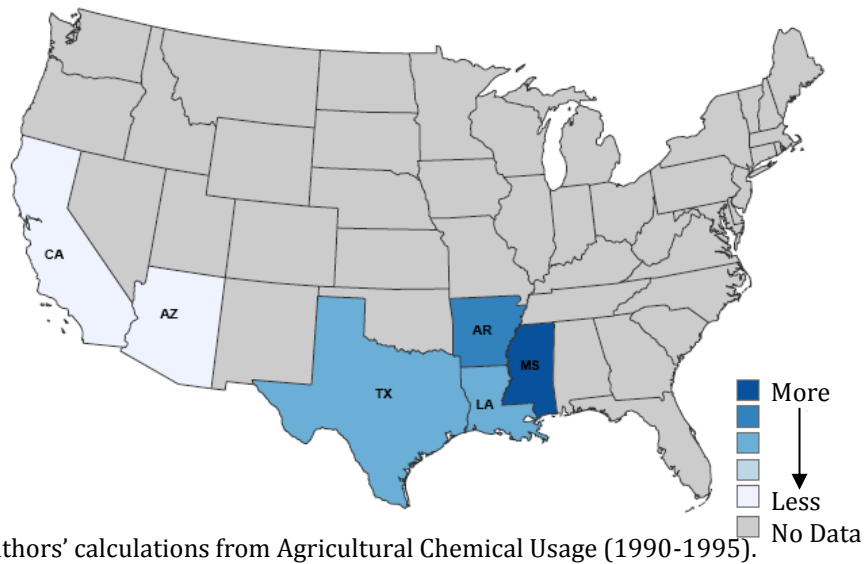 CA
AZ
TX
AR
LA
MS
More
Less
No Data
thors’ calculations from Agricultural Chemical Usage (1990-1995).